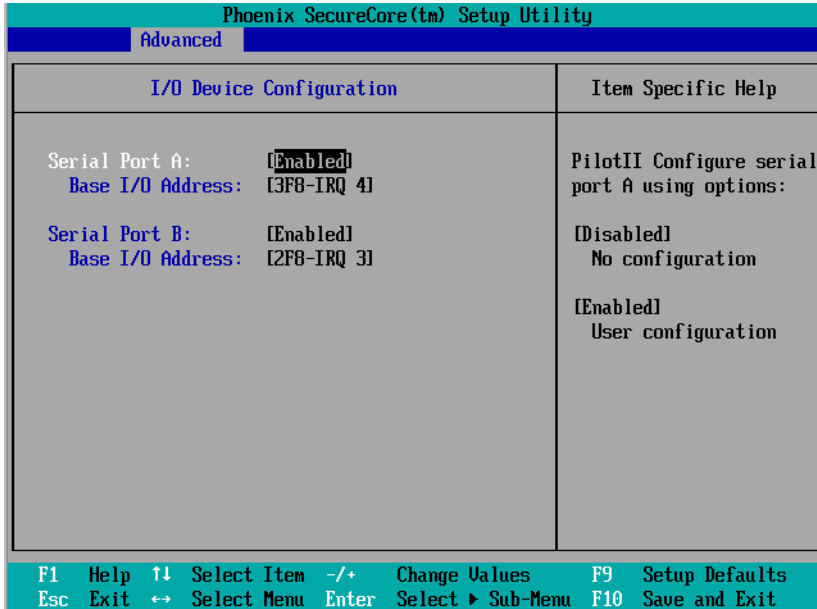 Phoenix SecureCore(tm) Setup Utility
Advanced
I/O Device Configuration
Item Specific Help
Serial Port A: [Enabled]
Base I/O Address: [3F8-IRQ 4]
Serial Port B: [Enabled]
Base I/O Address: [2F8-IRQ 3]
PilotII Configure serial
port A using options:
[Disabled]
No configuration
[Enabled]
User configuration
F1 Help ↑↓ Select Item -/+ Change Values F9 Setup Defaults
Esc Exit ↔ Select Menu Enter Select ▶ Sub-Menu F10 Save and Exit